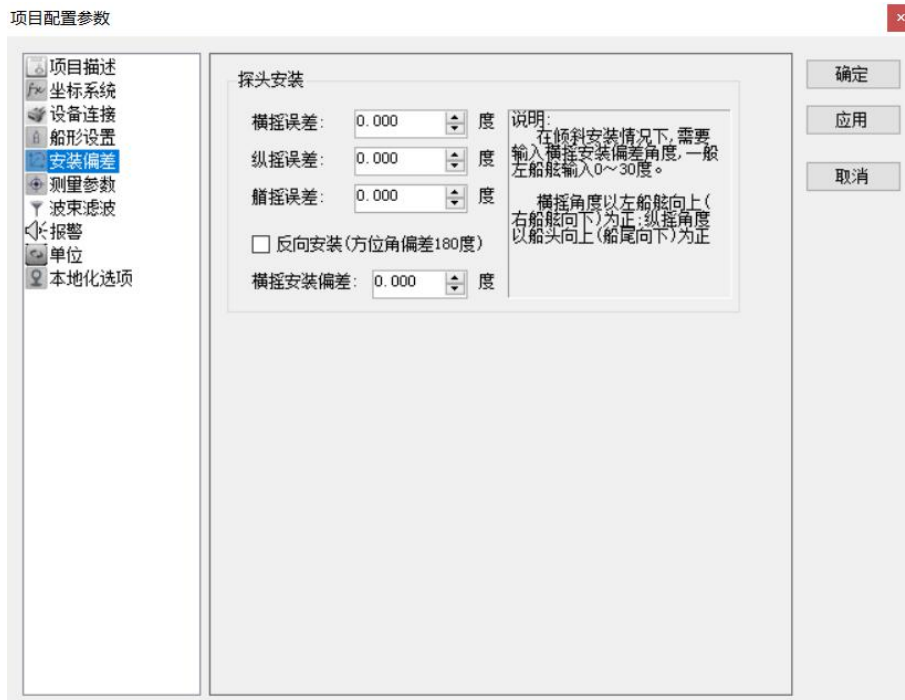 项目配置参数
项目描述
坐标系统
设备连接
船形设置
安装偏差
测量参数
波束滤波
报警
单位
本地化选项
探头安装
横摇误差: 0.000 度
纵摇误差: 0.000 度
艏摇误差: 0.000 度
反向安装(方位角偏差180度)
横摇安装偏差: 0.000 度
说明:
在倾斜安装情况下,需要
输入横摇安装偏差角度,一般
左船舷输入0~30度。
横摇角度以左船舷向上(
右船舷向下)为正;纵摇角度
以船头向上(船尾向下)为正
确定
应用
取消